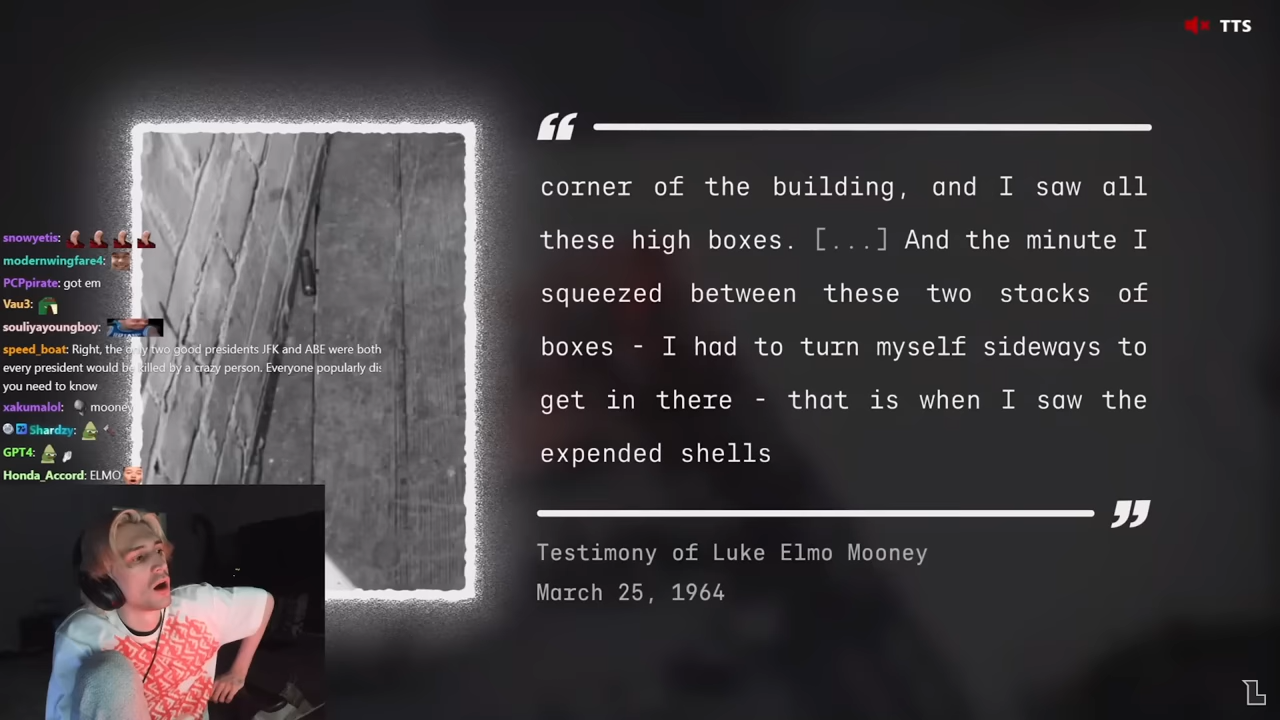 TTS
“
corner of the building, and I saw all
these high boxes. [...] And the minute I
squeezed between these two stacks of
boxes - I had to turn myself sideways to
get in there - that is when I saw the
expended shells
”
Testimony of Luke Elmo Mooney
March 25, 1964
snowyetis:
modernwingfare4:
PCPpirate: got em
Vau3:
souliyayoungboy:
speed_boat: Right, the only two good presidents JFK and ABE were both
every president would be killed by a crazy person. Everyone popularly dis
you need to know
xakumalol: mooney
Shardzy:
GPT4:
Honda_Accord: ELMO